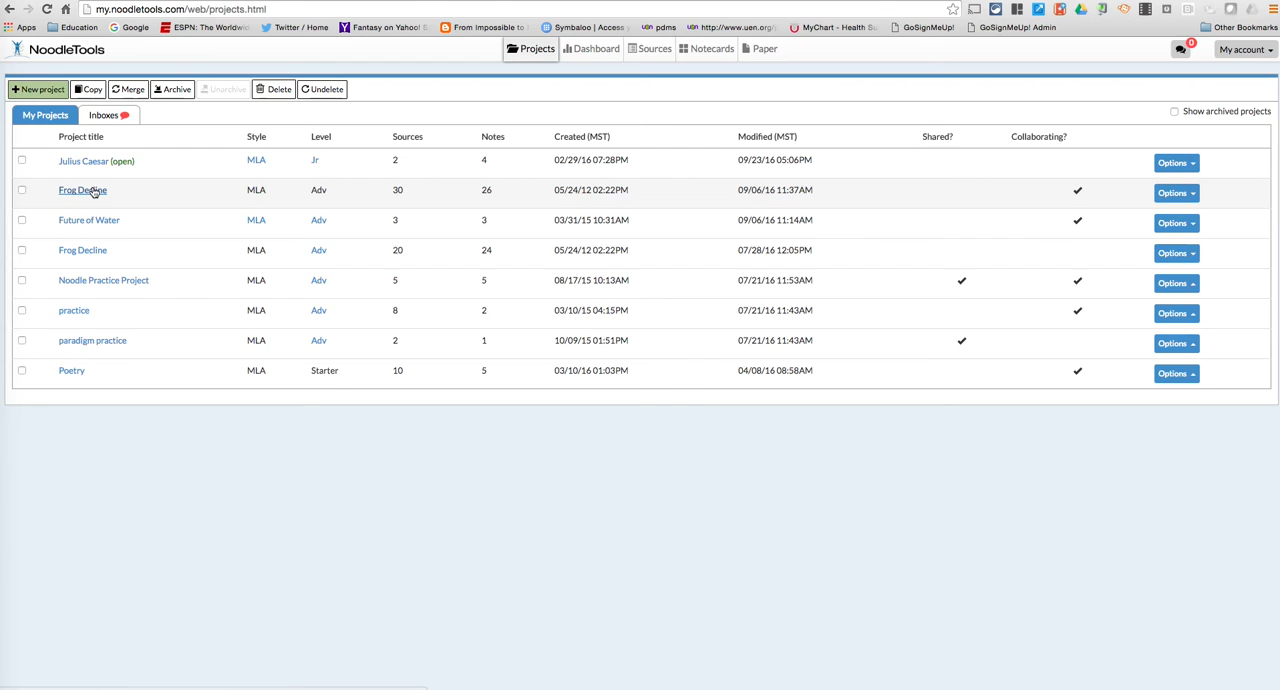 my.noodletools.com/web/projects.html
Apps Education Google ESPN: The Worldwi Twitter / Home Fantasy on Yahoo! From Impossible to Symbaloo | Access uen pdms uen http://www.uen.org/ MyChart - Health GoSignMeUp! GoSignMeUp! Admin Other Bookmarks
NoodleTools Projects Dashboard Sources Notecards Paper 0 My account
New project Copy Merge Archive Unarchive Delete Undelete
My Projects Inboxes Show archived projects
Project title Style Level Sources Notes Created (MST) Modified (MST) Shared? Collaborating?
Julius Caesar (open) MLA Jr 2 4 02/29/16 07:28PM 09/23/16 05:06PM Options
Frog Decline MLA Adv 30 26 05/24/12 02:22PM 09/06/16 11:37AM ✔ Options
Future of Water MLA Adv 3 3 03/31/15 10:31AM 09/06/16 11:14AM ✔ Options
Frog Decline MLA Adv 20 24 05/24/12 02:22PM 07/28/16 12:05PM Options
Noodle Practice Project MLA Adv 5 5 08/17/15 10:13AM 07/21/16 11:53AM ✔ ✔ Options
practice MLA Adv 8 2 03/10/15 04:15PM 07/21/16 11:43AM ✔ Options
paradigm practice MLA Adv 2 1 10/09/15 01:51PM 07/21/16 11:43AM ✔ Options
Poetry MLA Starter 10 5 03/10/16 01:03PM 04/08/16 08:58AM ✔ Options